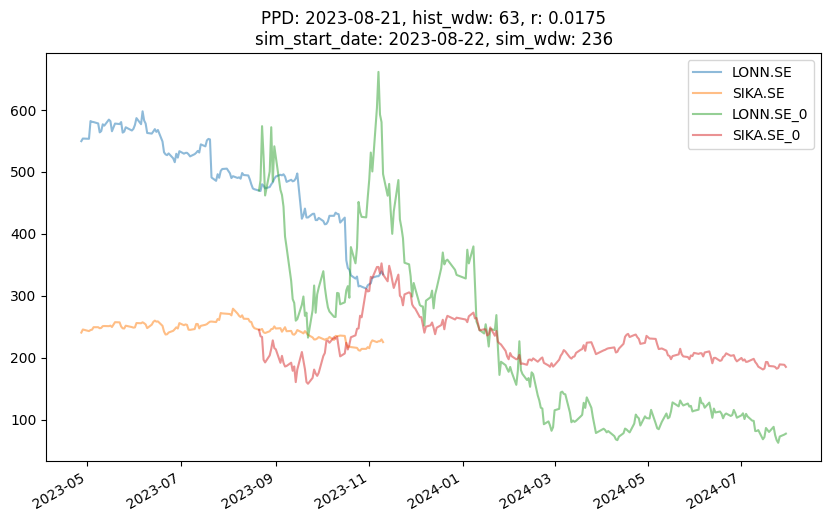 PPD: 2023-08-21, hist_wdw: 63, r: 0.0175
sim_start_date: 2023-08-22, sim_wdw: 236
LONN.SE
SIKA.SE
LONN.SE_0
SIKA.SE_0
600
500
400
300
200
100
2023-05
2023-07
2023-09
2023-11
2024-01
2024-03
2024-05
2024-07